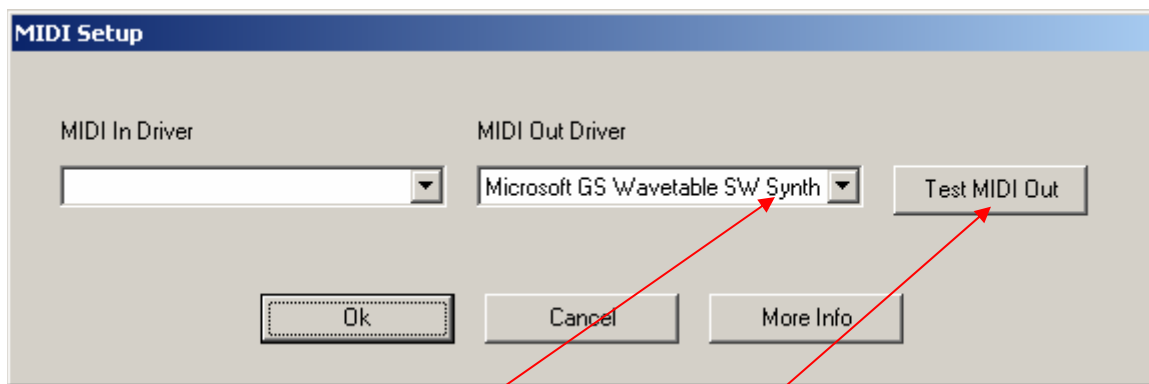 MIDI Setup
MIDI In Driver
MIDI Out Driver
Microsoft GS Wavetable SW Synth
Test MIDI Out
Ok
Cancel
More Info